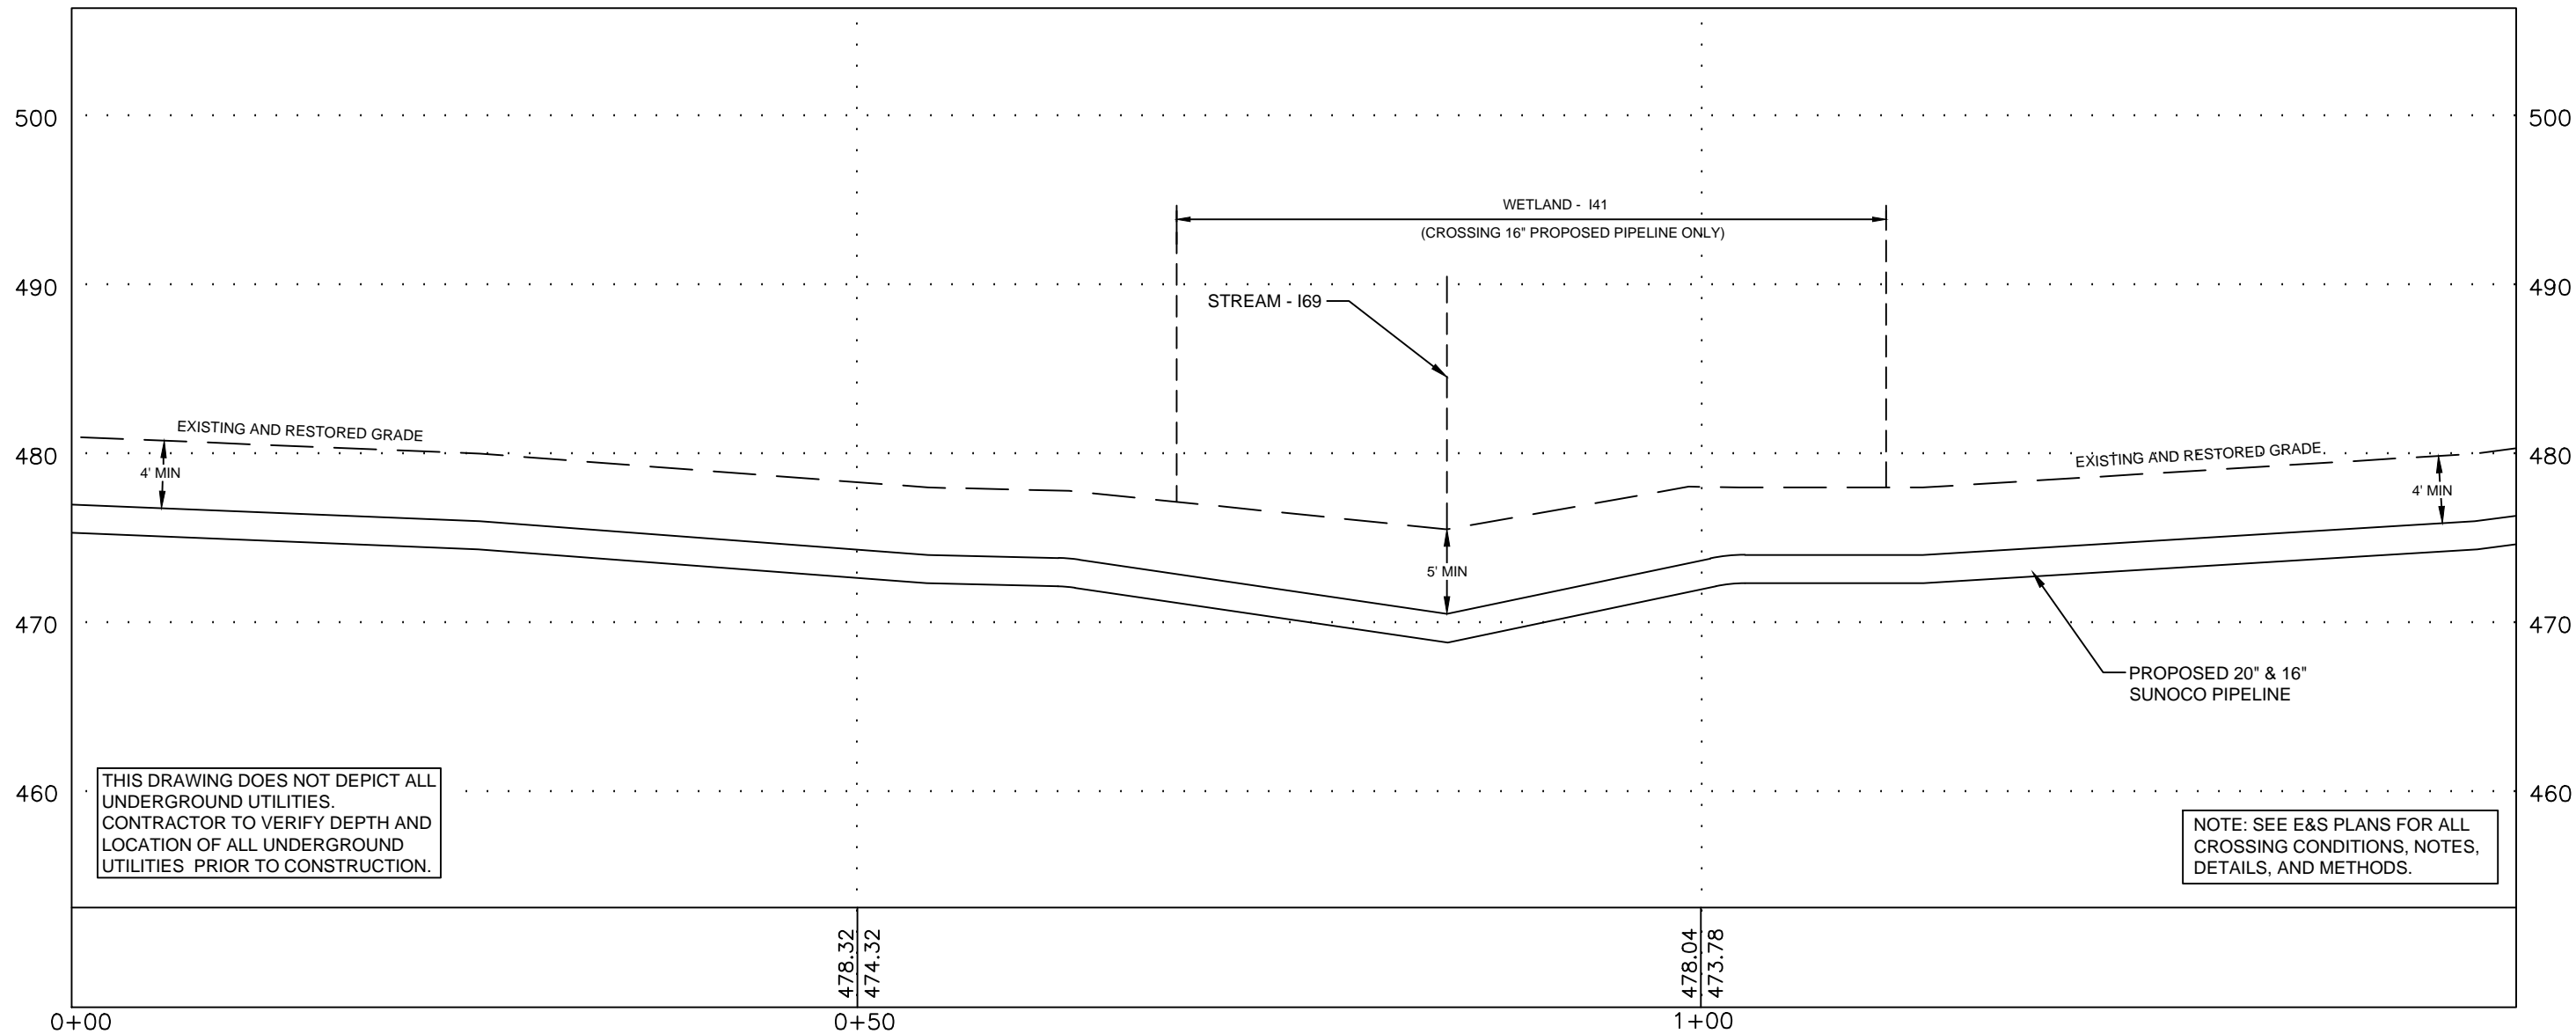 500
500
WETLAND - I41
(CROSSING 16" PROPOSED PIPELINE ONLY)
490
490
STREAM - I69
EXISTING AND RESTORED GRADE
EXISTING AND RESTORED GRADE
480
480
4' MIN
4' MIN
5' MIN
470
470
PROPOSED 20" & 16"
SUNOCO PIPELINE
460
460
THIS DRAWING DOES NOT DEPICT ALL
UNDERGROUND UTILITIES.
CONTRACTOR TO VERIFY DEPTH AND
LOCATION OF ALL UNDERGROUND
UTILITIES PRIOR TO CONSTRUCTION.
NOTE: SEE E&S PLANS FOR ALL
CROSSING CONDITIONS, NOTES,
DETAILS, AND METHODS.
478.32
474.32
478.04
473.78
0+00
0+50
1+00